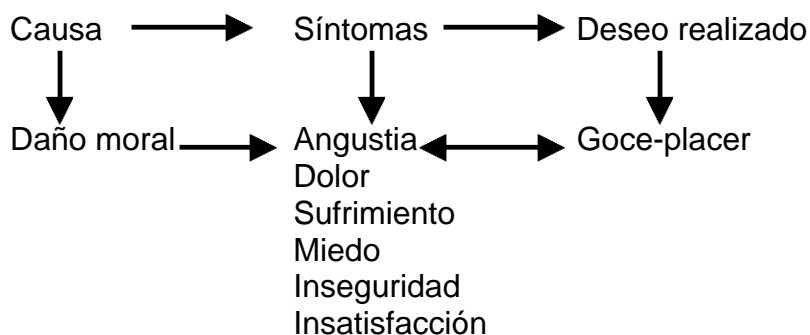 Causa Síntomas Deseo realizado
Daño moral Angustia Goce-placer
Dolor
Sufrimiento
Miedo
Inseguridad
Insatisfacción